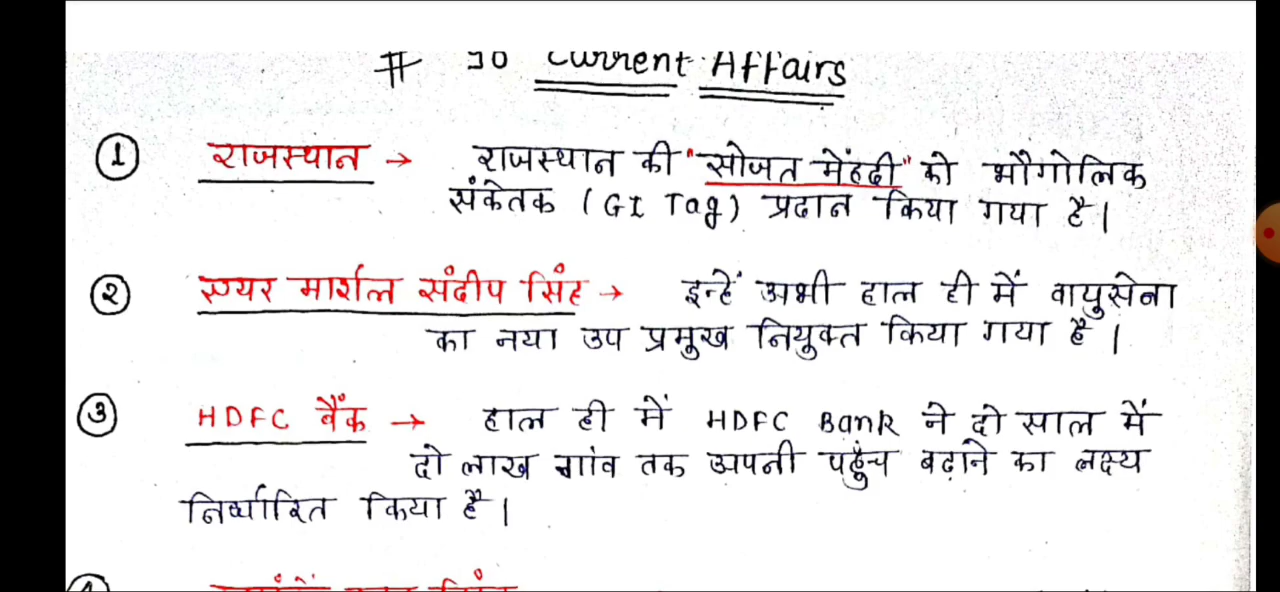 # 50 Current Affairs
① राजस्थान → राजस्थान की "सोजत मेंहदी" को भौगोलिक
संकेतक (GI Tag) प्रदान किया गया है।
② एयर मार्शल संदीप सिंह → इन्हें अभी हाल ही में वायुसेना
का नया उप प्रमुख नियुक्त किया गया है।
③ HDFC बैंक → हाल ही में HDFC Bank ने दो साल में
दो लाख गांव तक अपनी पहुँच बढ़ाने का लक्ष्य
निर्धारित किया है।